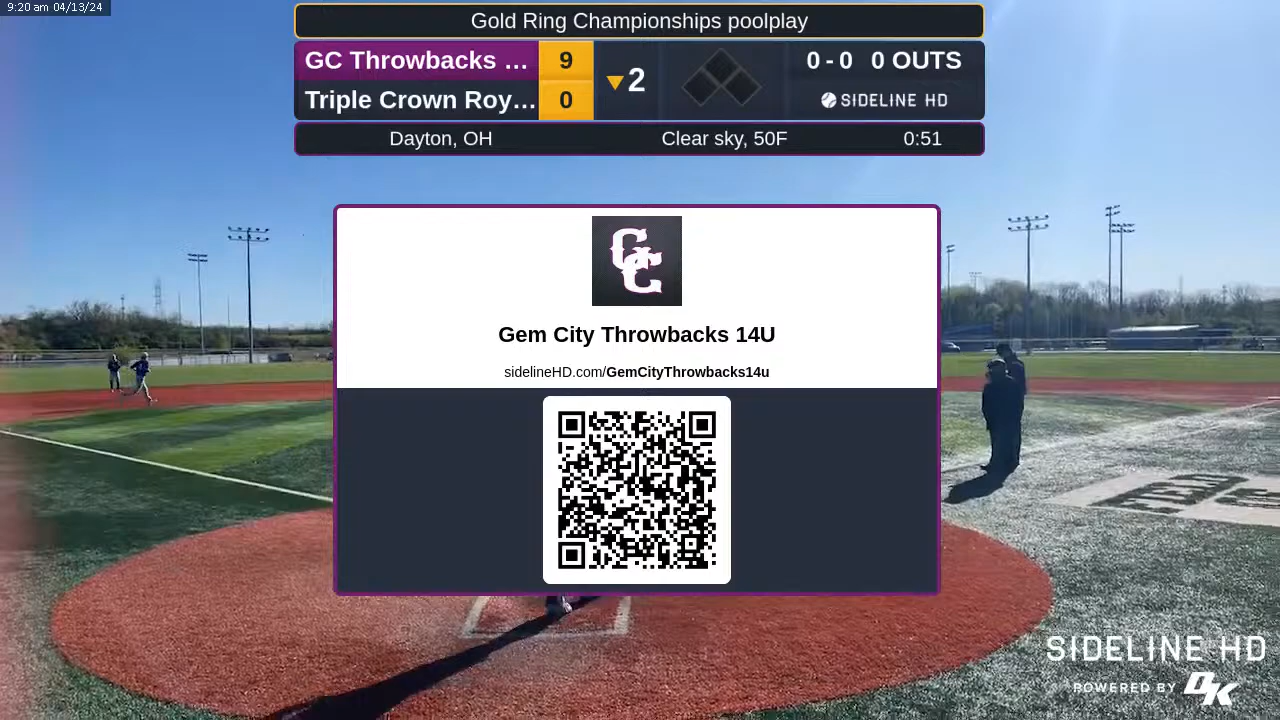 9:20 am 04/13/24
Gold Ring Championships poolplay
GC Throwbacks ... 9
Triple Crown Roy... 0
▼2
0 - 0 0 OUTS
SIDELINE HD
Dayton, OH Clear sky, 50F 0:51
GC
Gem City Throwbacks 14U
sidelineHD.com/GemCityThrowbacks14u
SIDELINE HD
POWERED BY DK